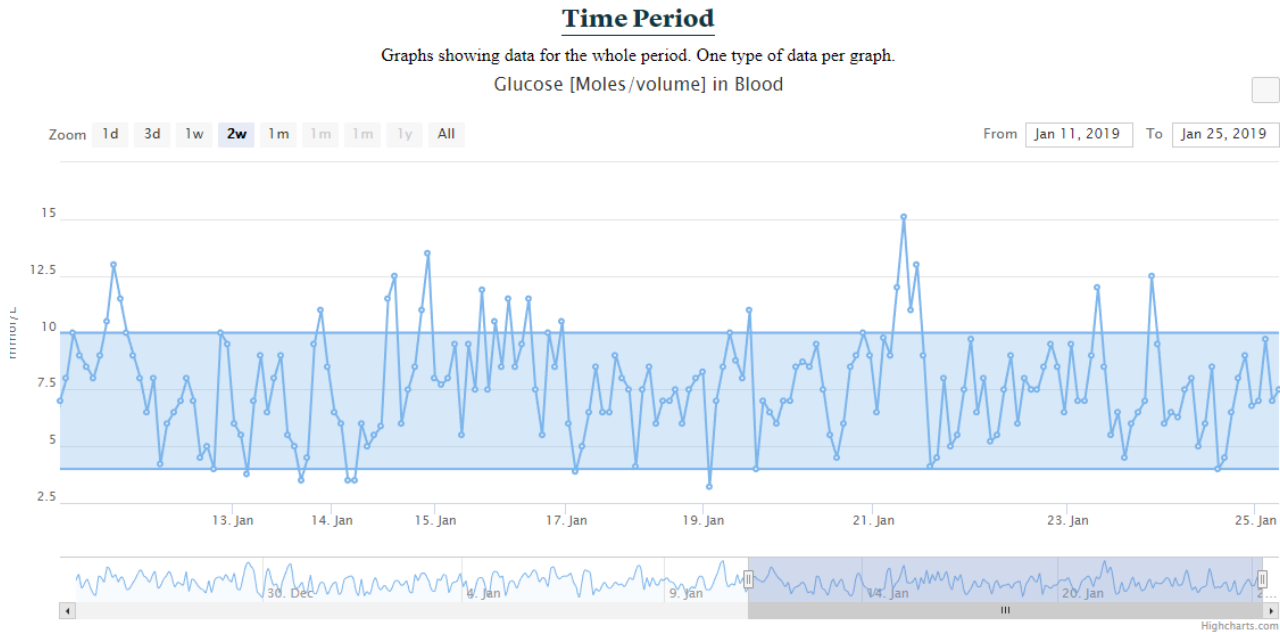 Time Period
Graphs showing data for the whole period. One type of data per graph.
Glucose [Moles/volume] in Blood
Zoom 1d 3d 1w 2w 1m 1m 1m 1y All From Jan 11, 2019 To Jan 25, 2019
15
12.5
10
7.5
5
2.5
13. Jan 14. Jan 15. Jan 17. Jan 19. Jan 21. Jan 23. Jan 25. Jan
30. Dec 4. Jan 9. Jan 14. Jan 20. Jan 2...
Highcharts.com